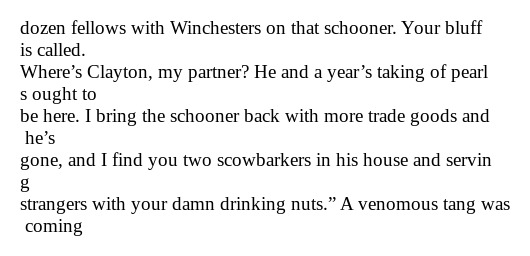 dozen fellows with Winchesters on that schooner. Your bluff
is called.
Where’s Clayton, my partner? He and a year’s taking of pearl
s ought to
be here. I bring the schooner back with more trade goods and
he’s
gone, and I find you two scowbarkers in his house and servin
g
strangers with your damn drinking nuts.” A venomous tang was
coming